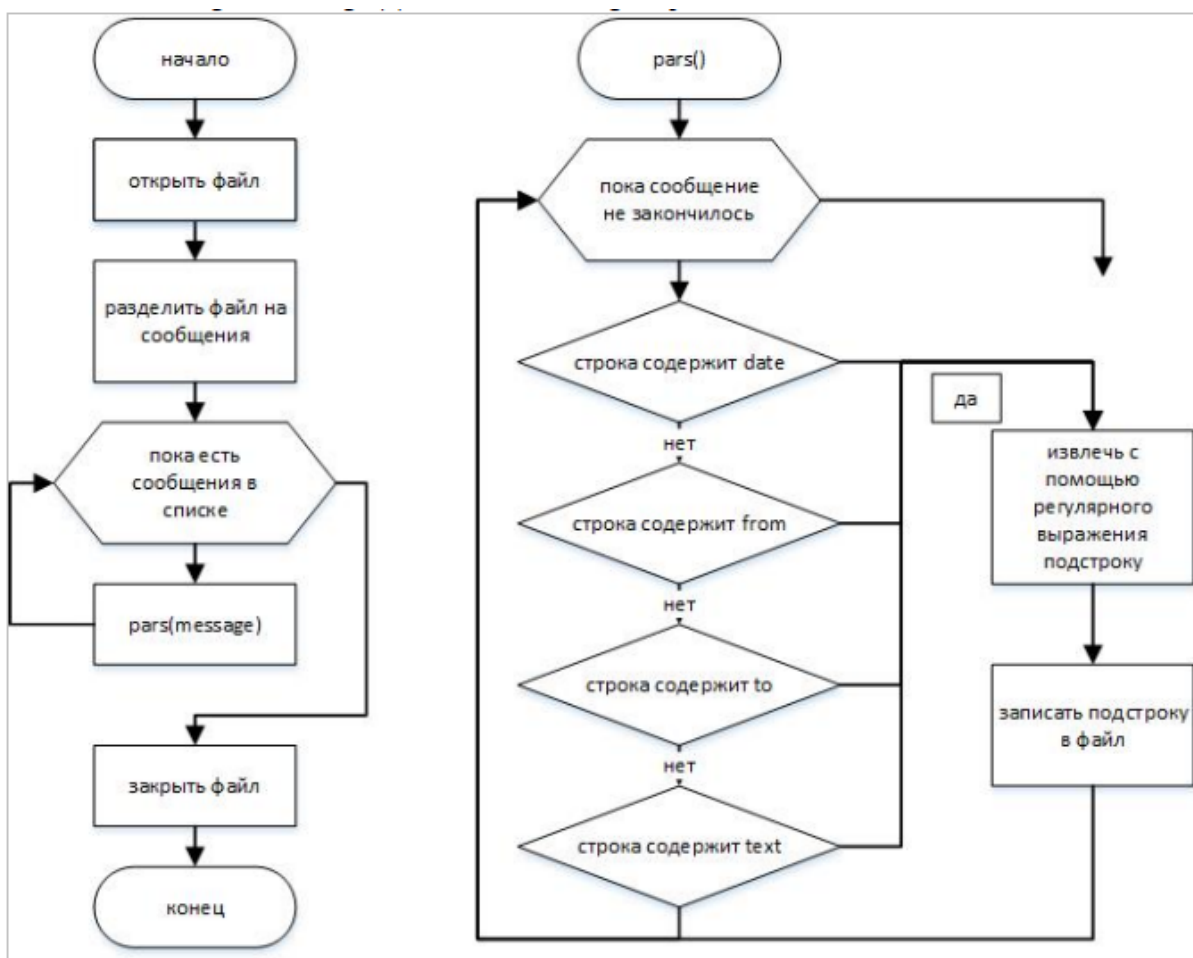 начало
открыть файл
разделить файл на
сообщения
пока есть
сообщения в
списке
pars(message)
закрыть файл
конец
pars()
пока сообщение
не закончилось
строка содержит date
нет
строка содержит from
нет
строка содержит to
нет
строка содержит text
да
извлечь с
помощью
регулярного
выражения
подстроку
записать подстроку
в файл